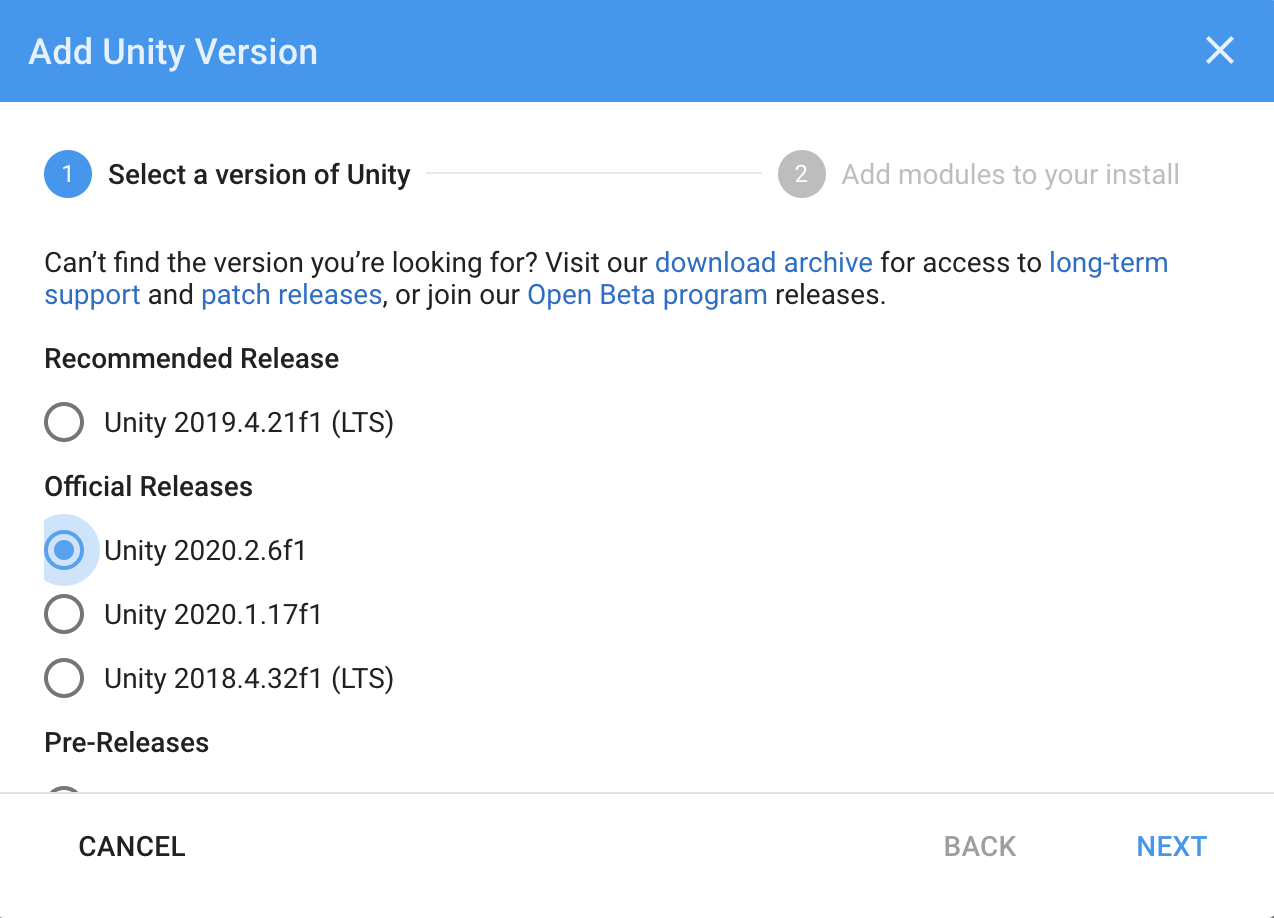 Add Unity Version
1 Select a version of Unity 2 Add modules to your install
Can’t find the version you’re looking for? Visit our download archive for access to long-term
support and patch releases, or join our Open Beta program releases.
Recommended Release
Unity 2019.4.21f1 (LTS)
Official Releases
Unity 2020.2.6f1
Unity 2020.1.17f1
Unity 2018.4.32f1 (LTS)
Pre-Releases
CANCEL BACK NEXT